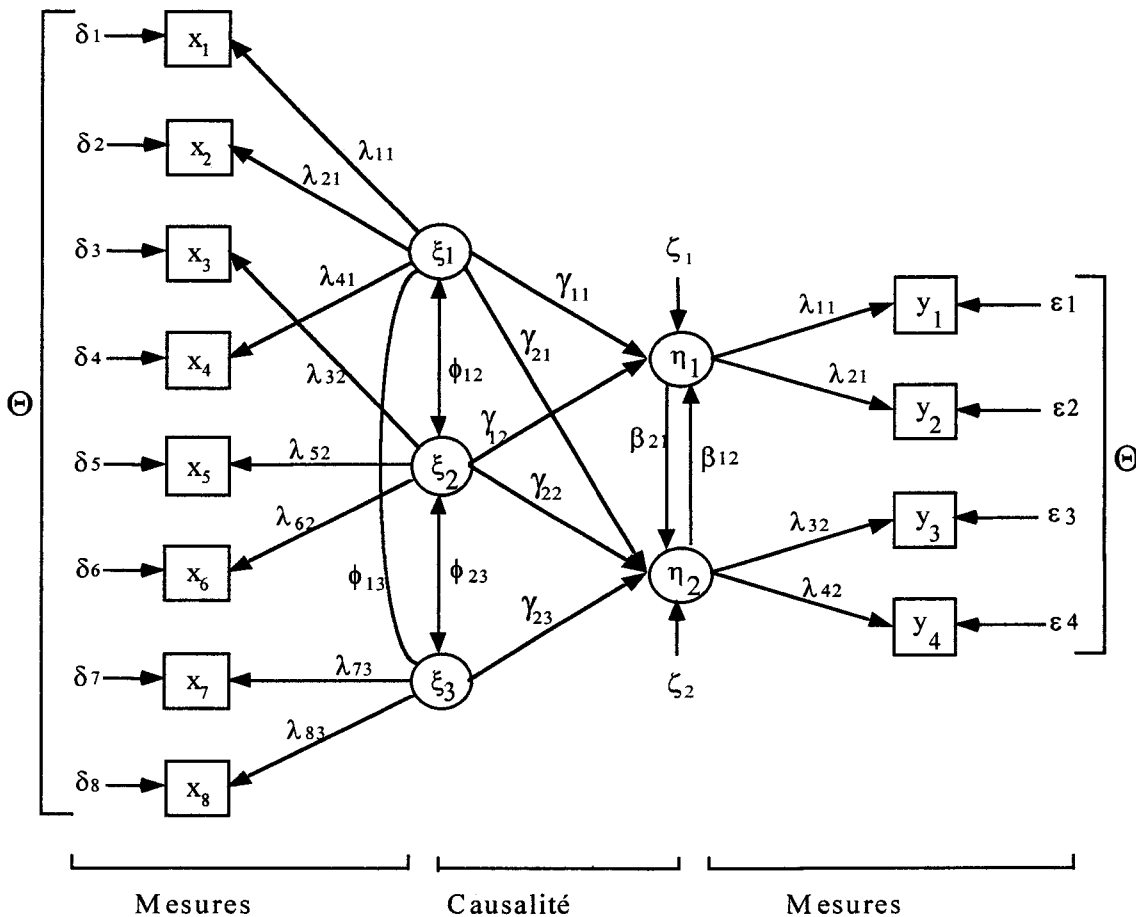 δ1 x1
λ11
δ2 x2
λ21
δ3 x3
ξ1
ζ1
λ41
γ11
λ11 y1 ε1
γ21
η1
δ4 x4
λ32
ϕ12
λ21
y2 ε2
Θ
γ12
β21
β12
Θ
δ5 x5
λ52
ξ2
γ22
λ62
λ32 y3 ε3
δ6 x6
ϕ13
ϕ23
η2
λ42
γ23
y4 ε4
δ7 x7
λ73
ξ3
ζ2
λ83
δ8 x8
Mesures Causalité Mesures